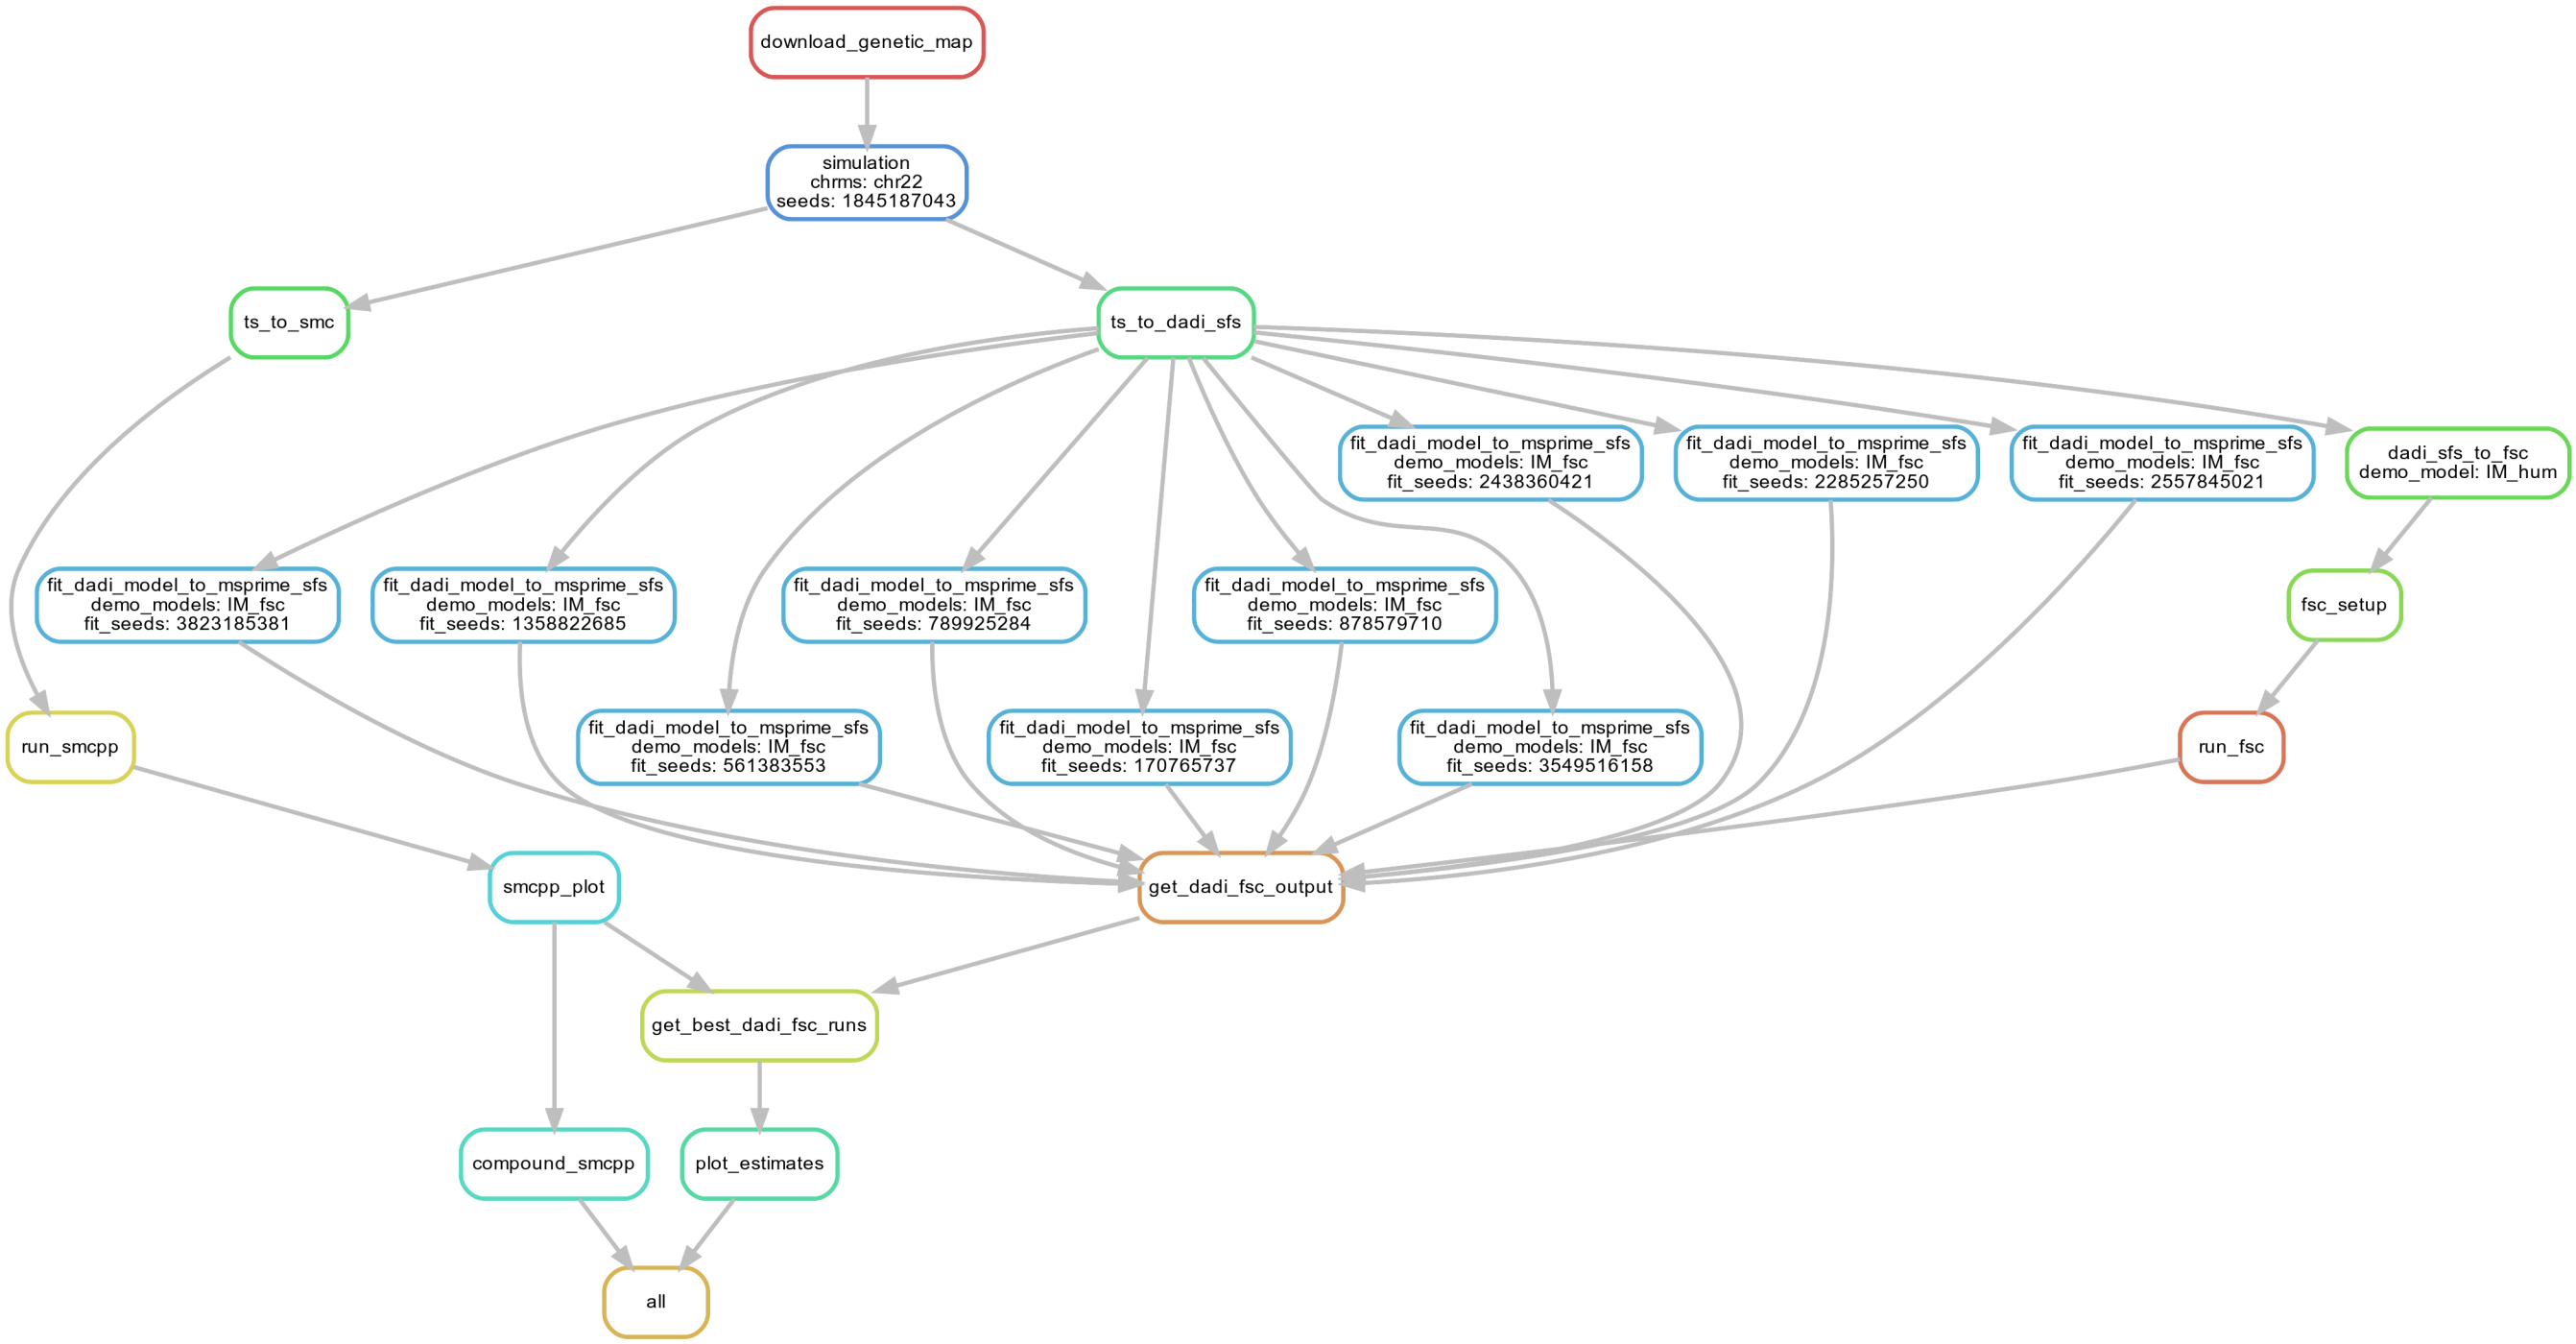 download_genetic_map
simulation
chrms: chr22
seeds: 1845187043
ts_to_smc
ts_to_dadi_sfs
fit_dadi_model_to_msprime_sfs
demo_models: IM_fsc
fit_seeds: 2438360421
fit_dadi_model_to_msprime_sfs
demo_models: IM_fsc
fit_seeds: 2285257250
fit_dadi_model_to_msprime_sfs
demo_models: IM_fsc
fit_seeds: 2557845021
dadi_sfs_to_fsc
demo_model: IM_hum
fit_dadi_model_to_msprime_sfs
demo_models: IM_fsc
fit_seeds: 3823185381
fit_dadi_model_to_msprime_sfs
demo_models: IM_fsc
fit_seeds: 1358822685
fit_dadi_model_to_msprime_sfs
demo_models: IM_fsc
fit_seeds: 789925284
fit_dadi_model_to_msprime_sfs
demo_models: IM_fsc
fit_seeds: 878579710
fsc_setup
run_smcpp
fit_dadi_model_to_msprime_sfs
demo_models: IM_fsc
fit_seeds: 561383553
fit_dadi_model_to_msprime_sfs
demo_models: IM_fsc
fit_seeds: 170765737
fit_dadi_model_to_msprime_sfs
demo_models: IM_fsc
fit_seeds: 3549516158
run_fsc
smcpp_plot
get_dadi_fsc_output
get_best_dadi_fsc_runs
compound_smcpp
plot_estimates
all